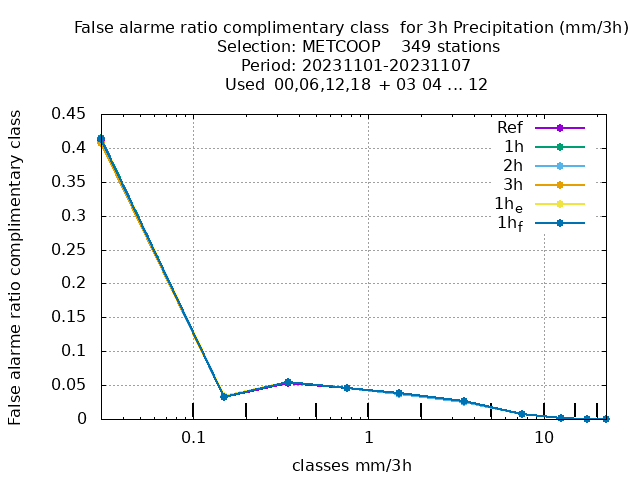 False alarme ratio complimentary class  for 3h Precipitation (mm/3h)
Selection: METCOOP    349 stations
Period: 20231101-20231107
Used  00,06,12,18 + 03 04 ... 12
False alarme ratio complimentary class
0.45
0.4
0.35
0.3
0.25
0.2
0.15
0.1
0.05
0
Ref
1h
2h
3h
1h_e
1h_f
0.1 1 10
classes mm/3h